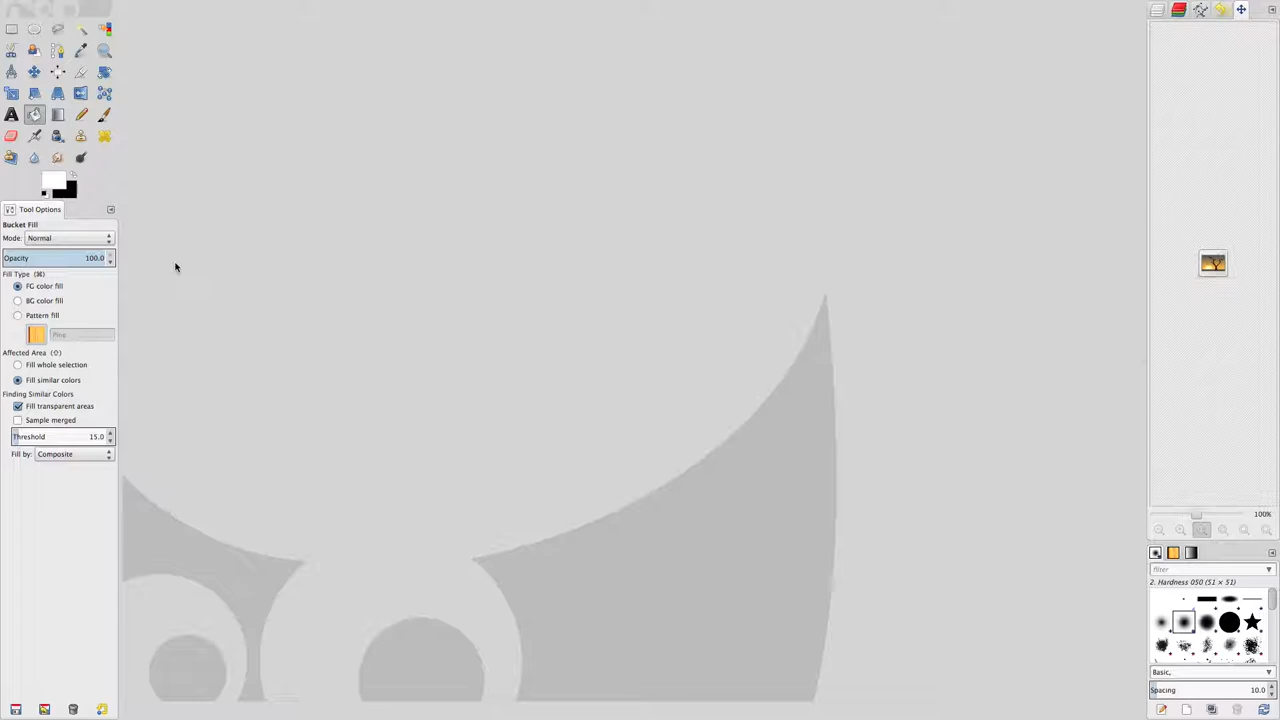 Tool Options
Bucket Fill
Mode: Normal
Opacity 100.0
Fill Type (⌘)
FG color fill
BG color fill
Pattern fill
Pine
Affected Area (⇧)
Fill whole selection
Fill similar colors
Finding Similar Colors
Fill transparent areas
Sample merged
Threshold 15.0
Fill by: Composite
100%
filter
2. Hardness 050 (51 × 51)
Basic,
Spacing 10.0